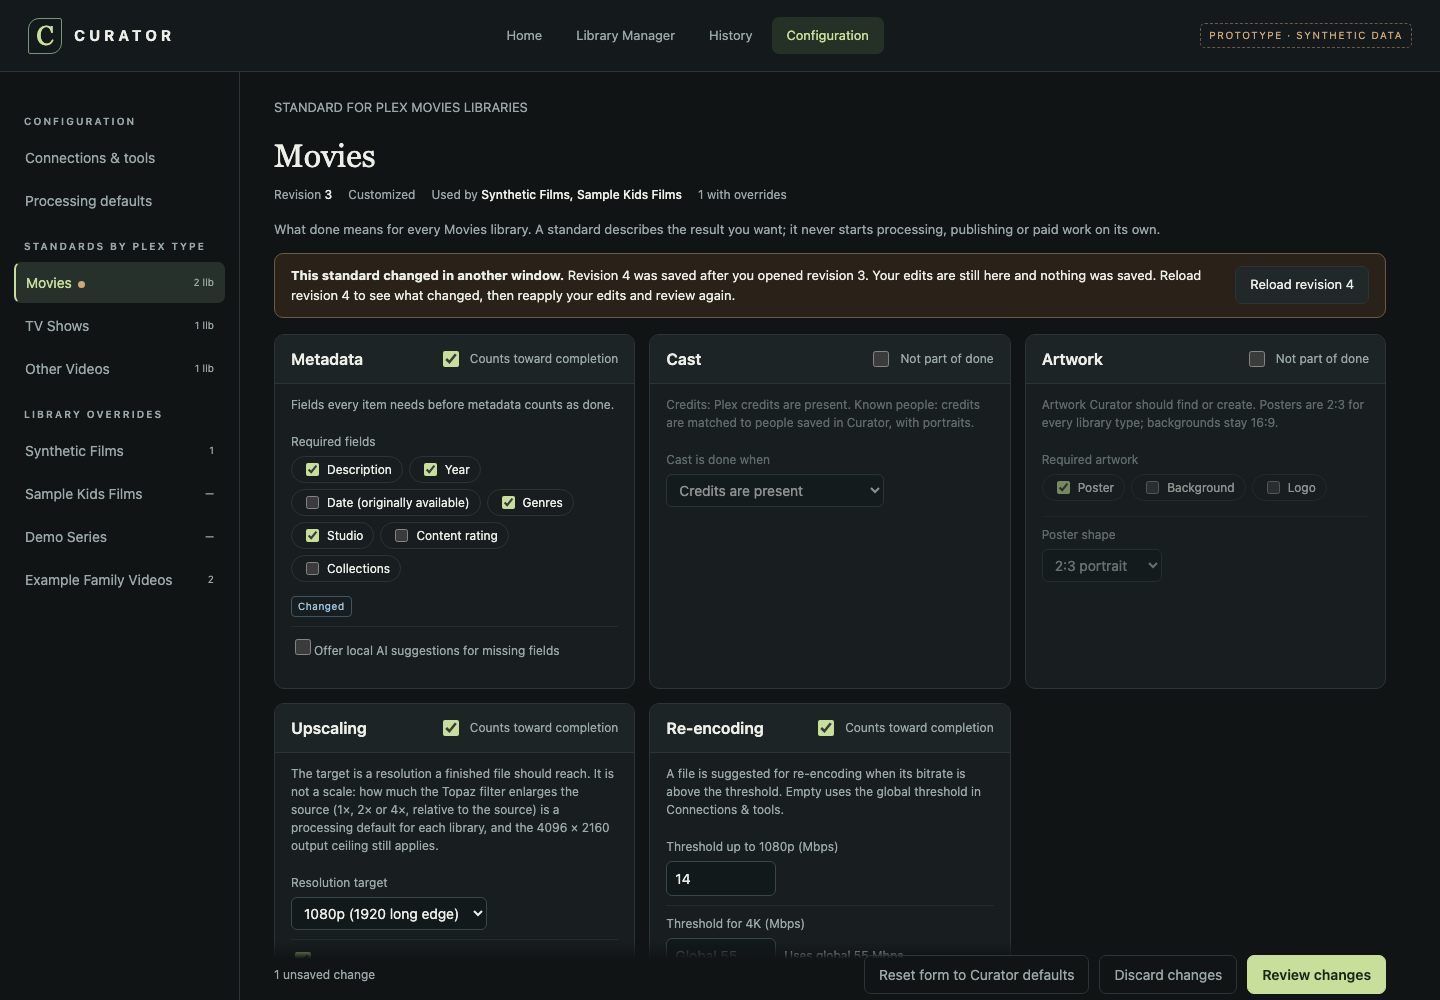 C CURATOR
Home
Library Manager
History
Configuration
PROTOTYPE · SYNTHETIC DATA
CONFIGURATION
Connections & tools
Processing defaults
STANDARDS BY PLEX TYPE
Movies 2 lib
TV Shows 1 lib
Other Videos 1 lib
LIBRARY OVERRIDES
Synthetic Films 1
Sample Kids Films —
Demo Series —
Example Family Videos 2
STANDARD FOR PLEX MOVIES LIBRARIES
Movies
Revision 3 Customized Used by Synthetic Films, Sample Kids Films 1 with overrides
What done means for every Movies library. A standard describes the result you want; it never starts processing, publishing or paid work on its own.
This standard changed in another window. Revision 4 was saved after you opened revision 3. Your edits are still here and nothing was saved. Reload
revision 4 to see what changed, then reapply your edits and review again.
Reload revision 4
Metadata
Counts toward completion
Fields every item needs before metadata counts as done.
Required fields
Description
Year
Date (originally available)
Genres
Studio
Content rating
Collections
Changed
Offer local AI suggestions for missing fields
Cast
Not part of done
Credits: Plex credits are present. Known people: credits
are matched to people saved in Curator, with portraits.
Cast is done when
Credits are present
Artwork
Not part of done
Artwork Curator should find or create. Posters are 2:3 for
every library type; backgrounds stay 16:9.
Required artwork
Poster
Background
Logo
Poster shape
2:3 portrait
Upscaling
Counts toward completion
The target is a resolution a finished file should reach. It is
not a scale: how much the Topaz filter enlarges the
source (1×, 2× or 4×, relative to the source) is a
processing default for each library, and the 4096 × 2160
output ceiling still applies.
Resolution target
1080p (1920 long edge)
Re-encoding
Counts toward completion
A file is suggested for re-encoding when its bitrate is
above the threshold. Empty uses the global threshold in
Connections & tools.
Threshold up to 1080p (Mbps)
14
Threshold for 4K (Mbps)
Global 55
Uses global 55 Mbps
1 unsaved change
Reset form to Curator defaults
Discard changes
Review changes